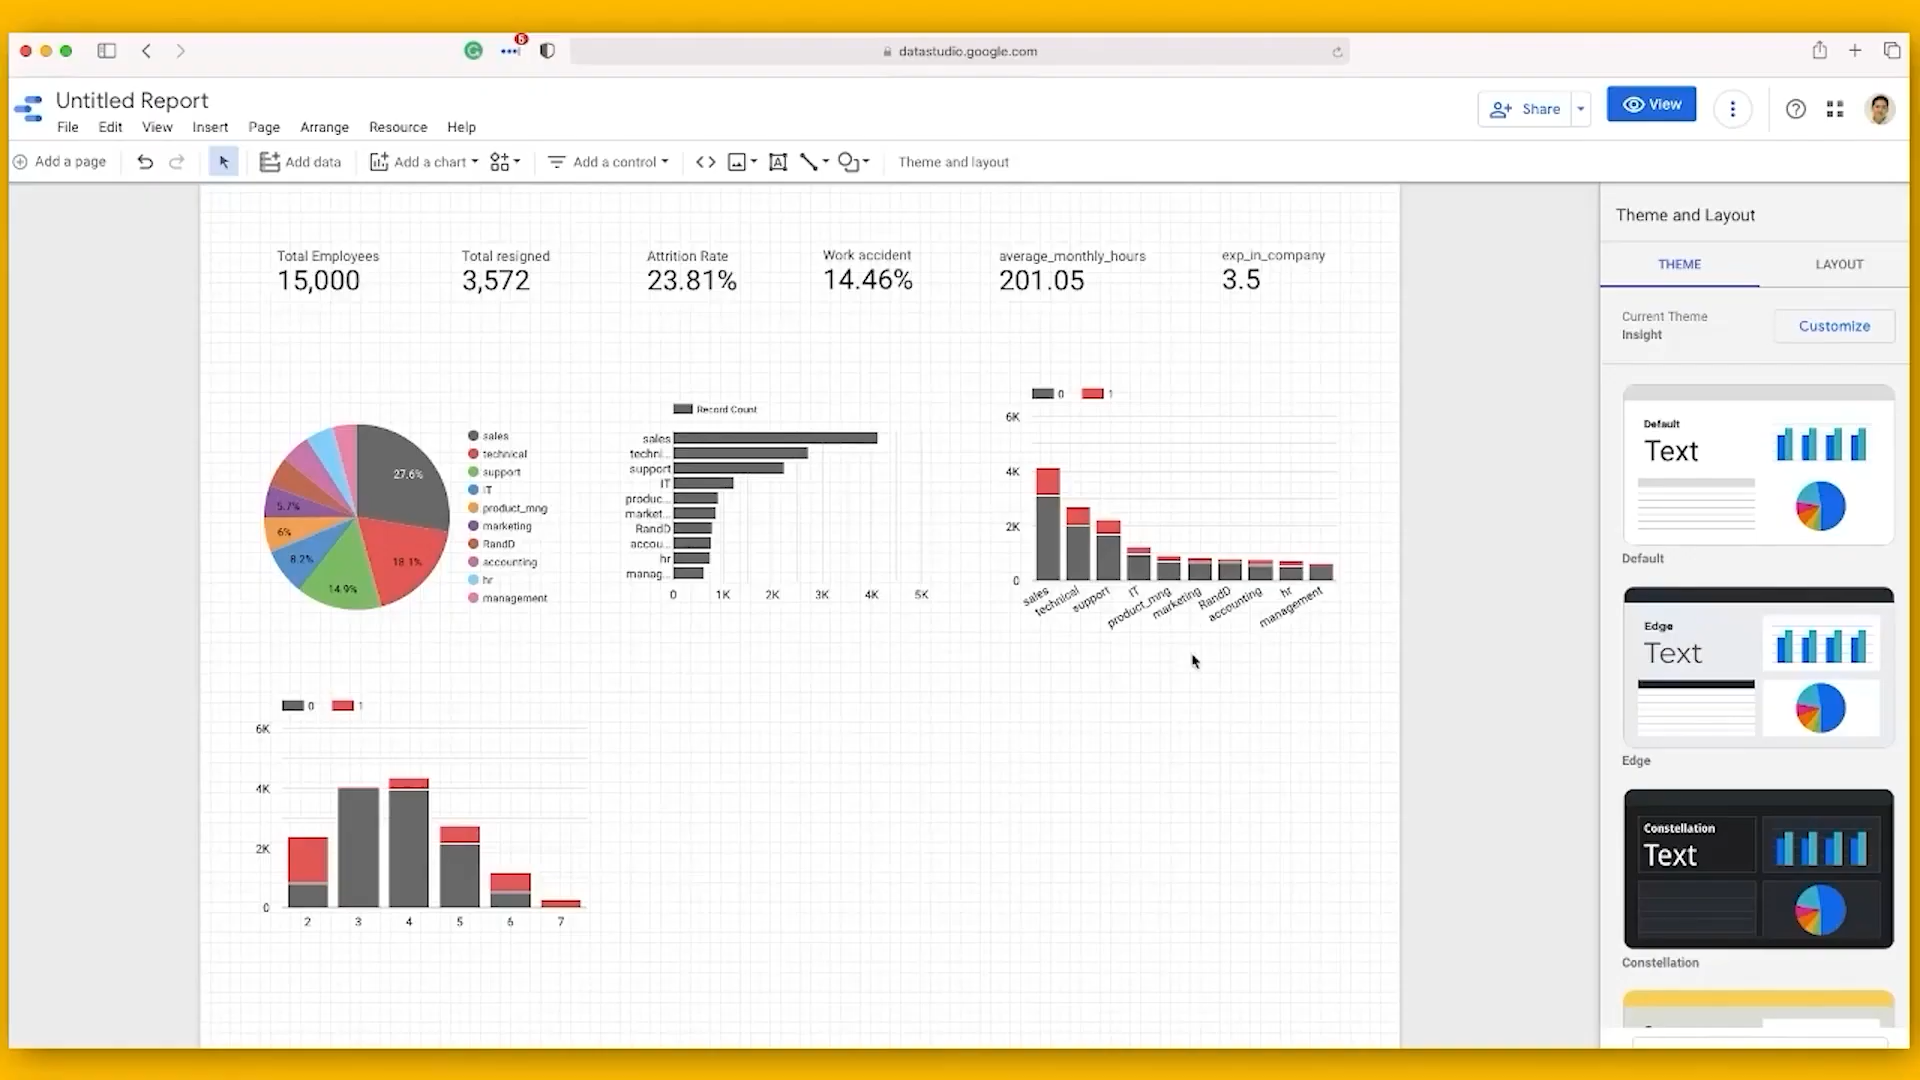 6
datastudio.google.com
Untitled Report
File Edit View Insert Page Arrange Resource Help
Share
View
Add a page
Add data
Add a chart
Add a control
Theme and layout
Theme and Layout
THEME
LAYOUT
Current Theme
Insight
Customize
Total Employees
15,000
Total resigned
3,572
Attrition Rate
23.81%
Work accident
14.46%
average_monthly_hours
201.05
exp_in_company
3.5
27.6%
18.1%
14.9%
8.2%
6%
5.7%
sales
technical
support
IT
product_mng
marketing
RandD
accounting
hr
management
Record Count
sales
techni...
support
IT
produc...
market...
RandD
accou...
hr
manag...
0 1K 2K 3K 4K 5K
0 1
6K
4K
2K
0
sales
technical
support
IT
product_mng
marketing
RandD
accounting
hr
management
0 1
6K
4K
2K
0
2 3 4 5 6 7
Default
Text
Default
Edge
Text
Edge
Constellation
Text
Constellation